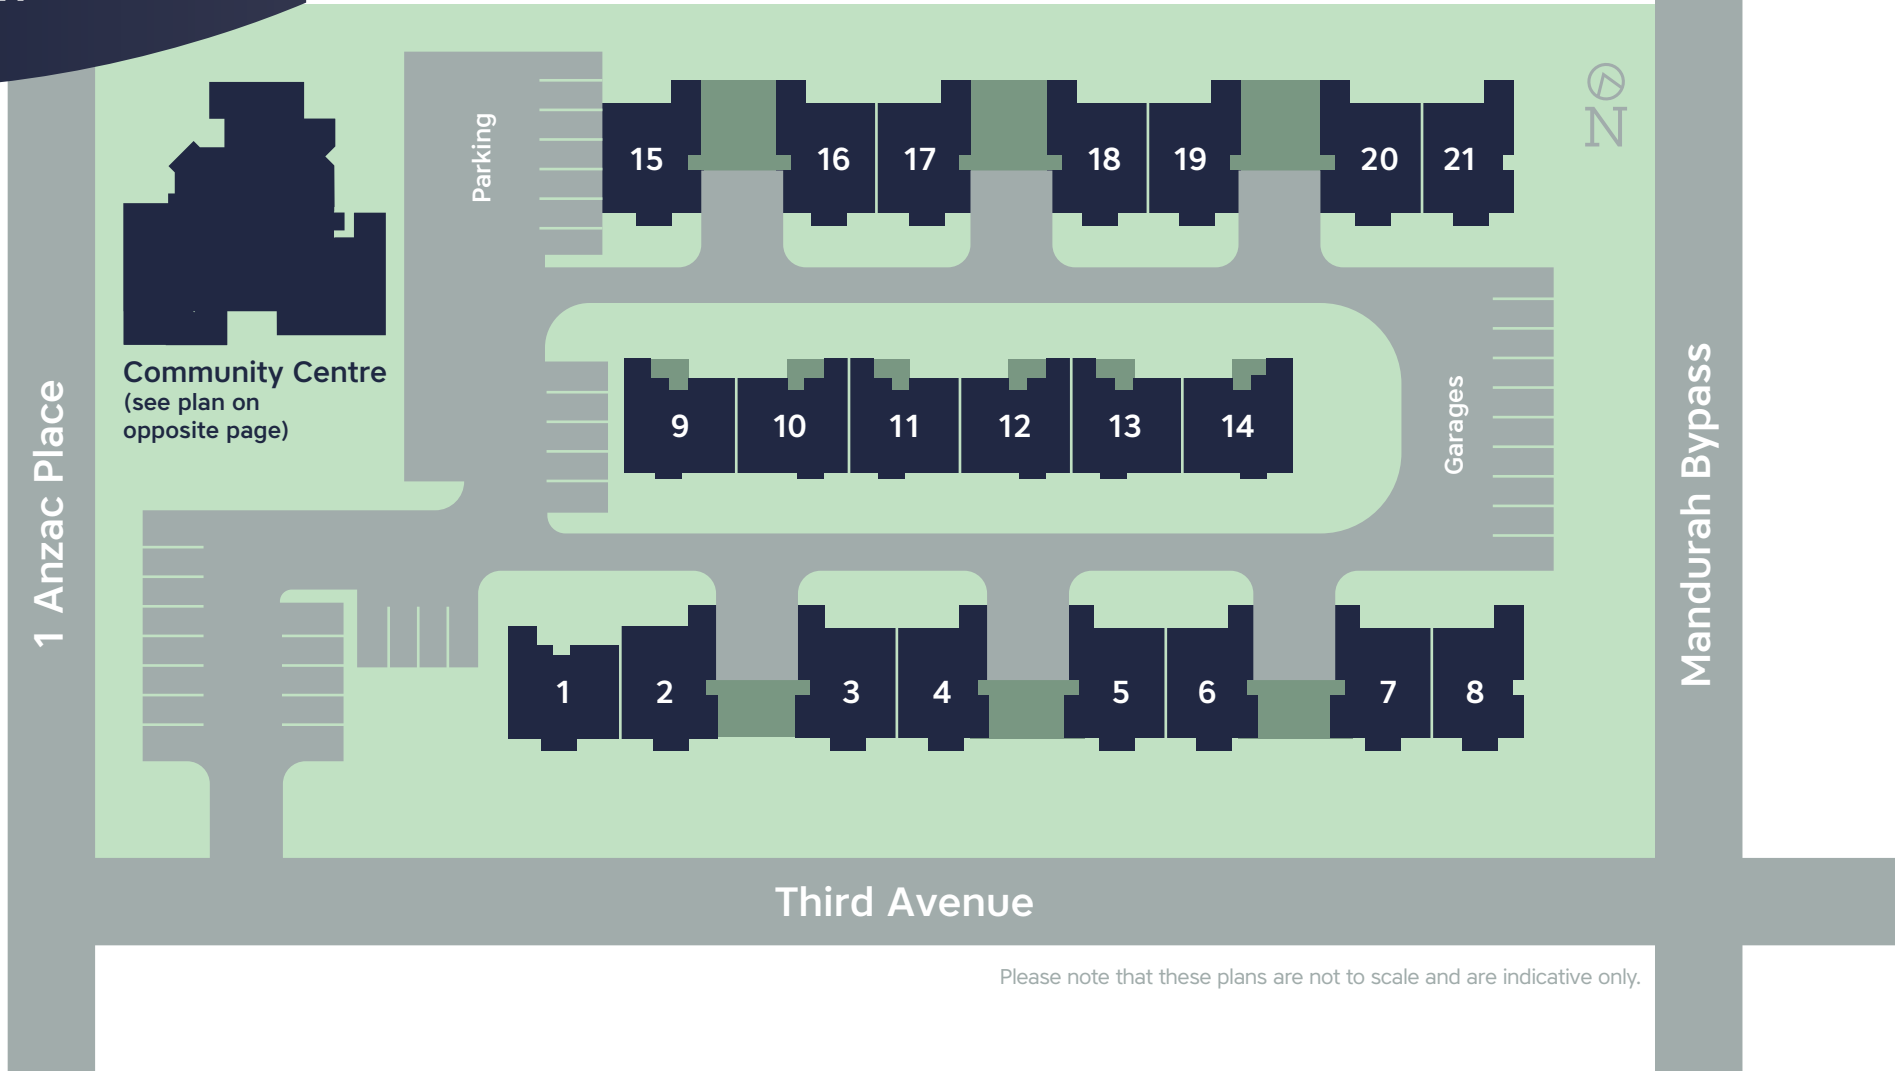 Parking
15
16
17
18
19
20
21
N
Community Centre
(see plan on
opposite page)
9
10
11
12
13
14
Garages
1 Anzac Place
Mandurah Bypass
1
2
3
4
5
6
7
8
Third Avenue
Please note that these plans are not to scale and are indicative only.